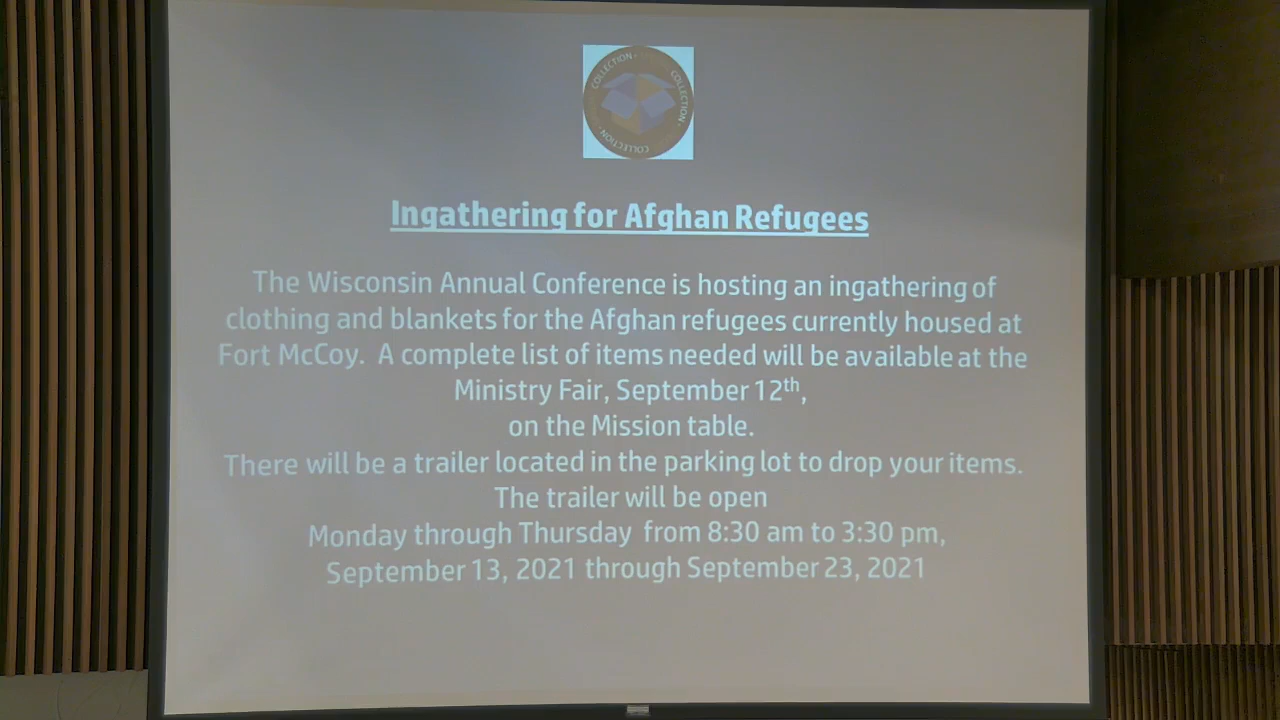 COLLECTION · COLLECTION · COLLECTION ·
Ingathering for Afghan Refugees
The Wisconsin Annual Conference is hosting an ingathering of
clothing and blankets for the Afghan refugees currently housed at
Fort McCoy. A complete list of items needed will be available at the
Ministry Fair, September 12th,
on the Mission table.
There will be a trailer located in the parking lot to drop your items.
The trailer will be open
Monday through Thursday from 8:30 am to 3:30 pm,
September 13, 2021 through September 23, 2021